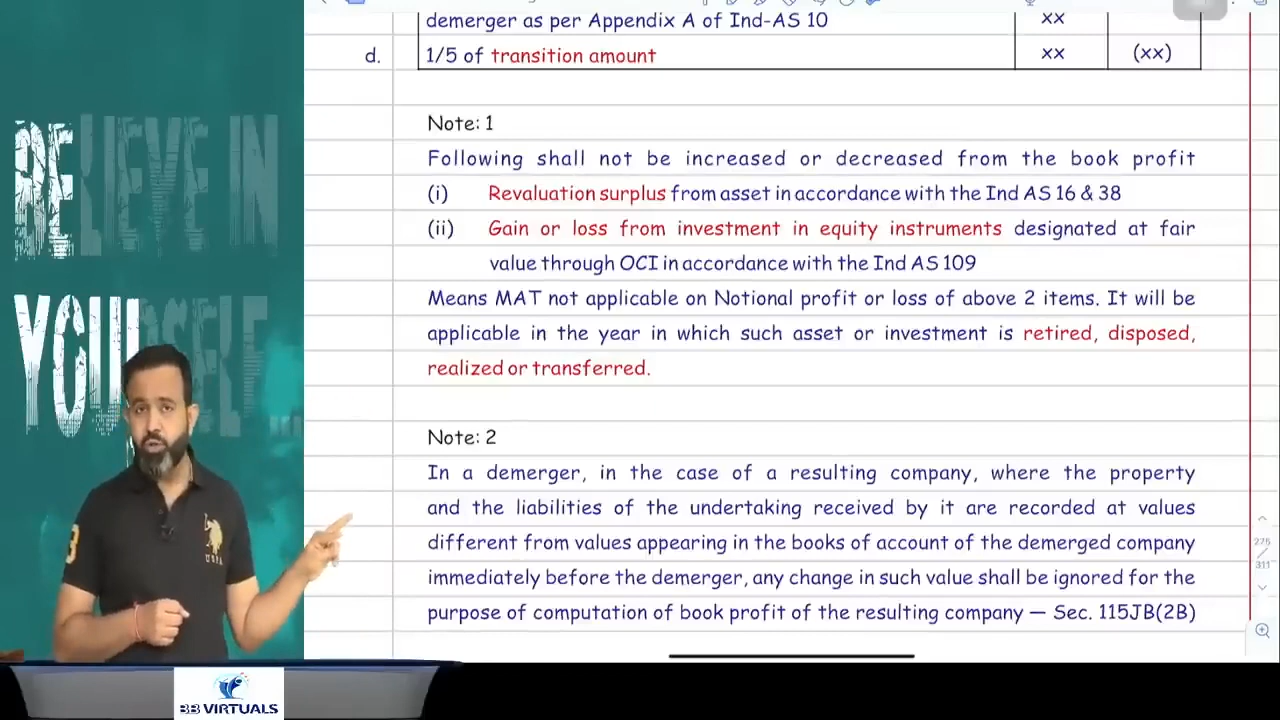 BELIEVE IN
YOURSELF...
demerger as per Appendix A of Ind-AS 10 xx
d. 1/5 of transition amount xx (xx)
Note: 1
Following shall not be increased or decreased from the book profit
(i) Revaluation surplus from asset in accordance with the Ind AS 16 & 38
(ii) Gain or loss from investment in equity instruments designated at fair
value through OCI in accordance with the Ind AS 109
Means MAT not applicable on Notional profit or loss of above 2 items. It will be
applicable in the year in which such asset or investment is retired, disposed,
realized or transferred.
Note: 2
In a demerger, in the case of a resulting company, where the property
and the liabilities of the undertaking received by it are recorded at values
different from values appearing in the books of account of the demerged company
immediately before the demerger, any change in such value shall be ignored for the
purpose of computation of book profit of the resulting company — Sec. 115JB(2B)
276
311
3
USPA
BB VIRTUALS